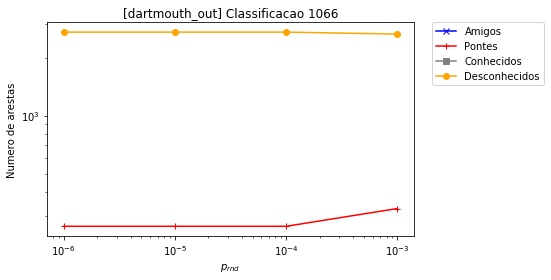 [dartmouth_out] Classificacao 1066
Amigos
Pontes
Conhecidos
Desconhecidos
Numero de arestas
10³
10⁻⁶ 10⁻⁵ 10⁻⁴ 10⁻³
p_rnd